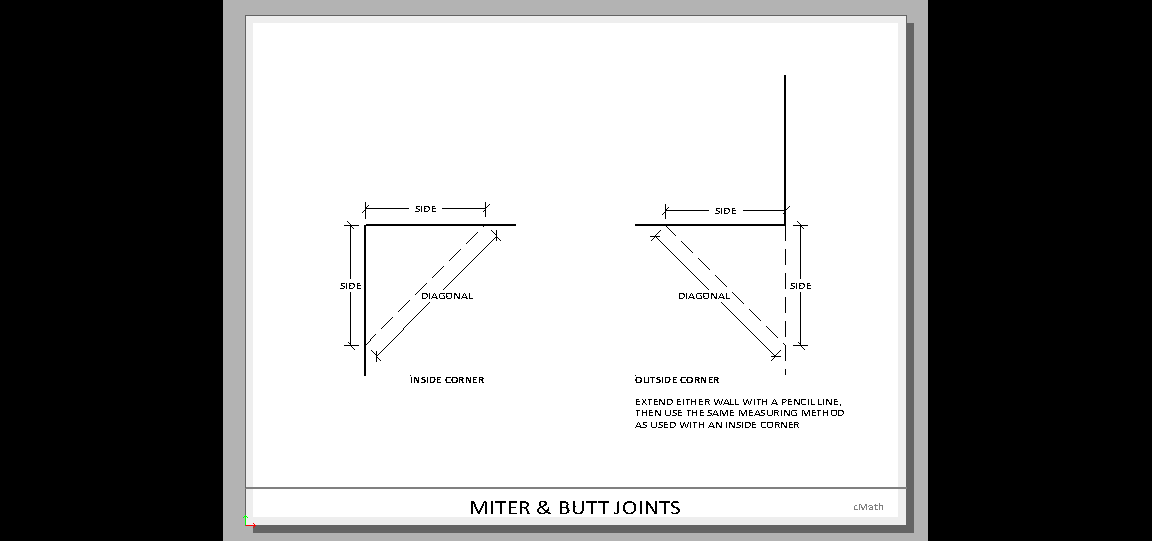 SIDE
SIDE
SIDE
SIDE
DIAGONAL
DIAGONAL
INSIDE CORNER
OUTSIDE CORNER
EXTEND EITHER WALL WITH A PENCIL LINE,
THEN USE THE SAME MEASURING METHOD
AS USED WITH AN INSIDE CORNER
MITER & BUTT JOINTS
cMath